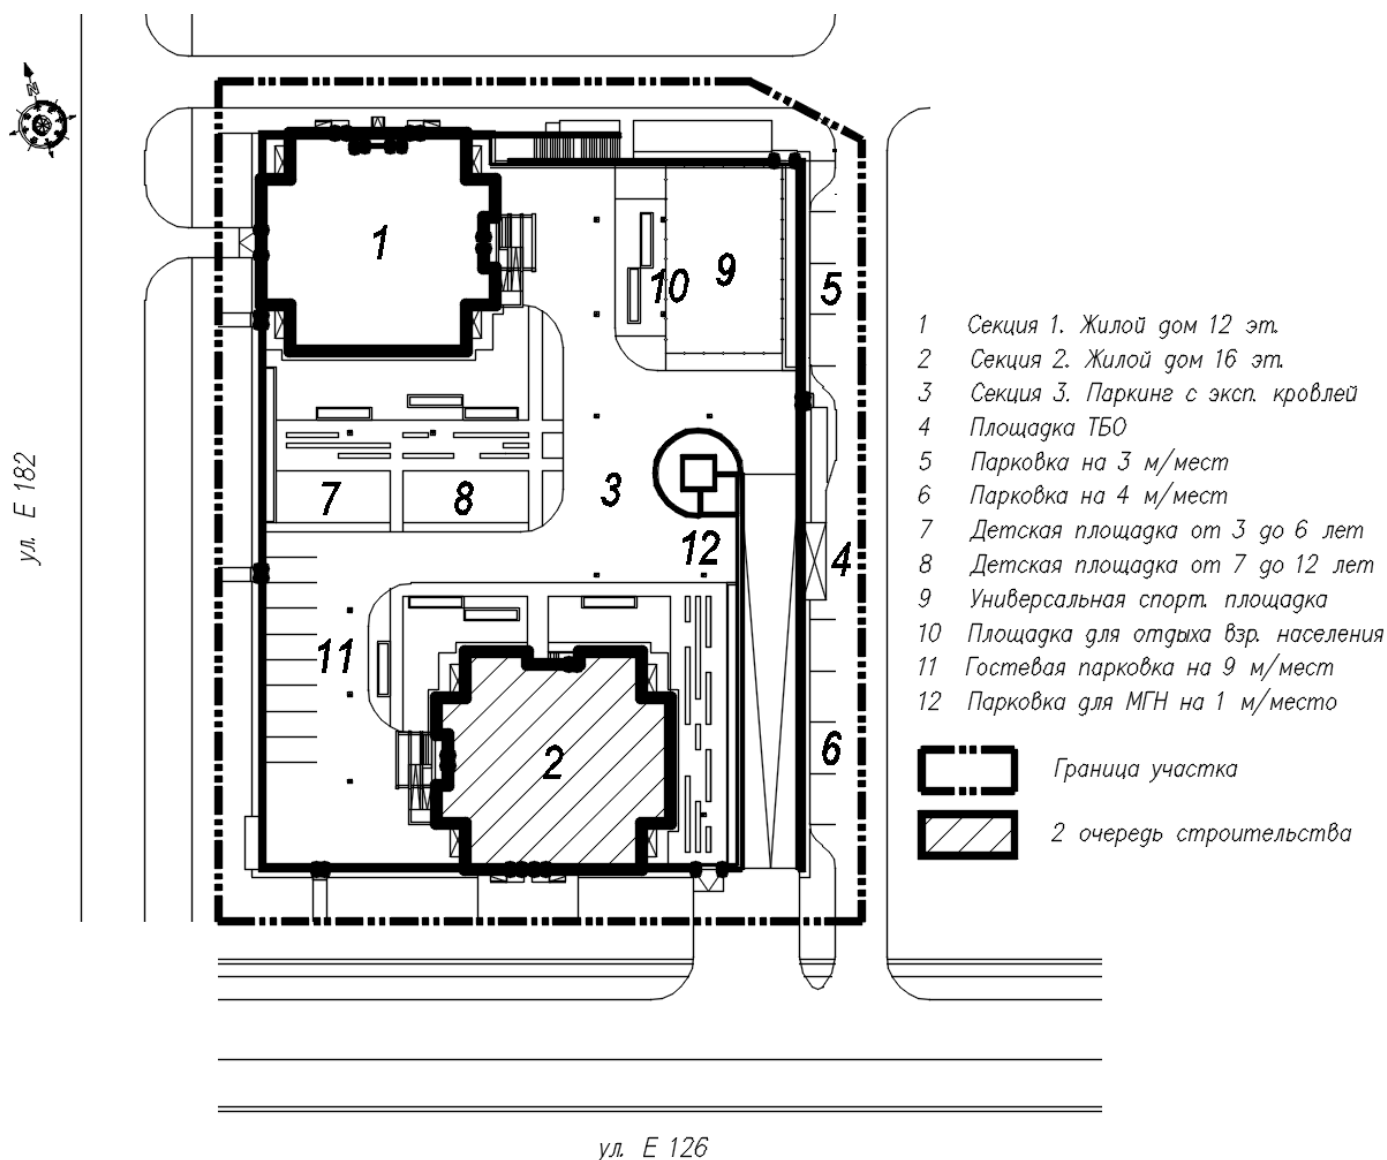 N
1
9
10
5
ул. Е 182
7
8
3
12
4
11
2
6
1 Секция 1. Жилой дом 12 эт.
2 Секция 2. Жилой дом 16 эт.
3 Секция 3. Паркинг с эксп. кровлей
4 Площадка ТБО
5 Парковка на 3 м/мест
6 Парковка на 4 м/мест
7 Детская площадка от 3 до 6 лет
8 Детская площадка от 7 до 12 лет
9 Универсальная спорт. площадка
10 Площадка для отдыха взр. населения
11 Гостевая парковка на 9 м/мест
12 Парковка для МГН на 1 м/место
Граница участка
2 очередь строительства
ул. Е 126